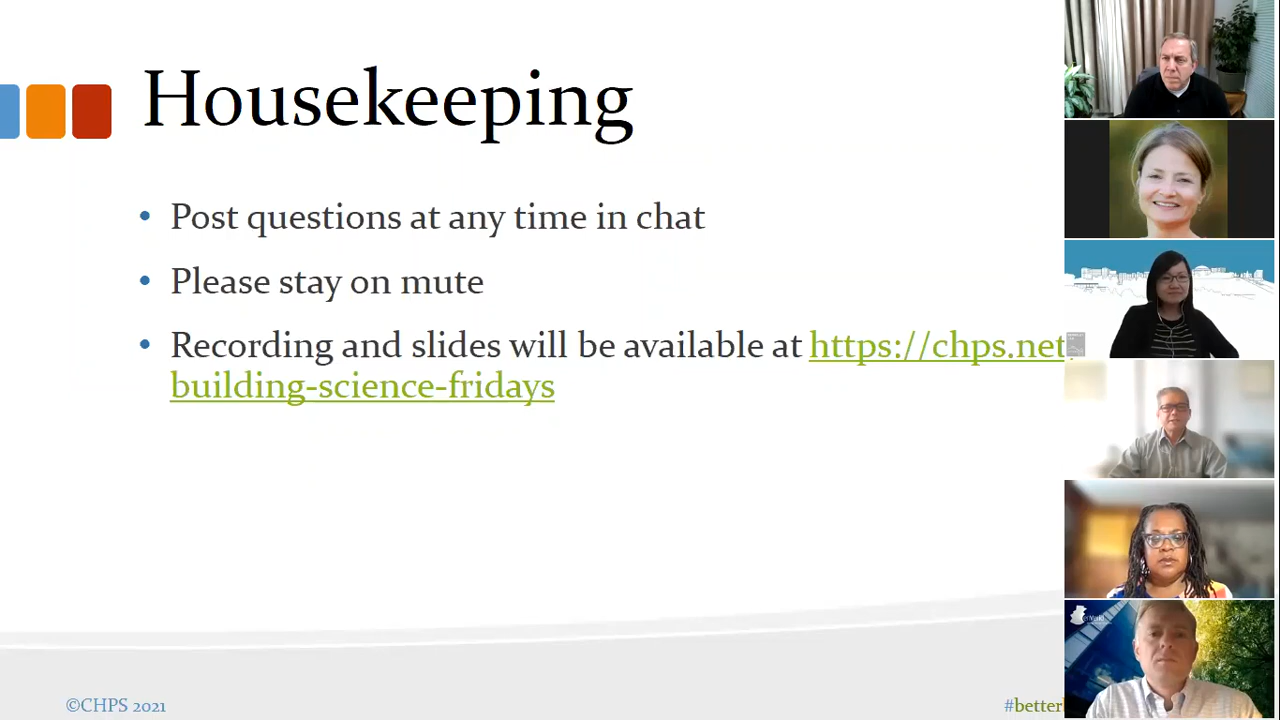 Housekeeping
• Post questions at any time in chat
• Please stay on mute
• Recording and slides will be available at https://chps.net
building-science-fridays
©CHPS 2021
#better